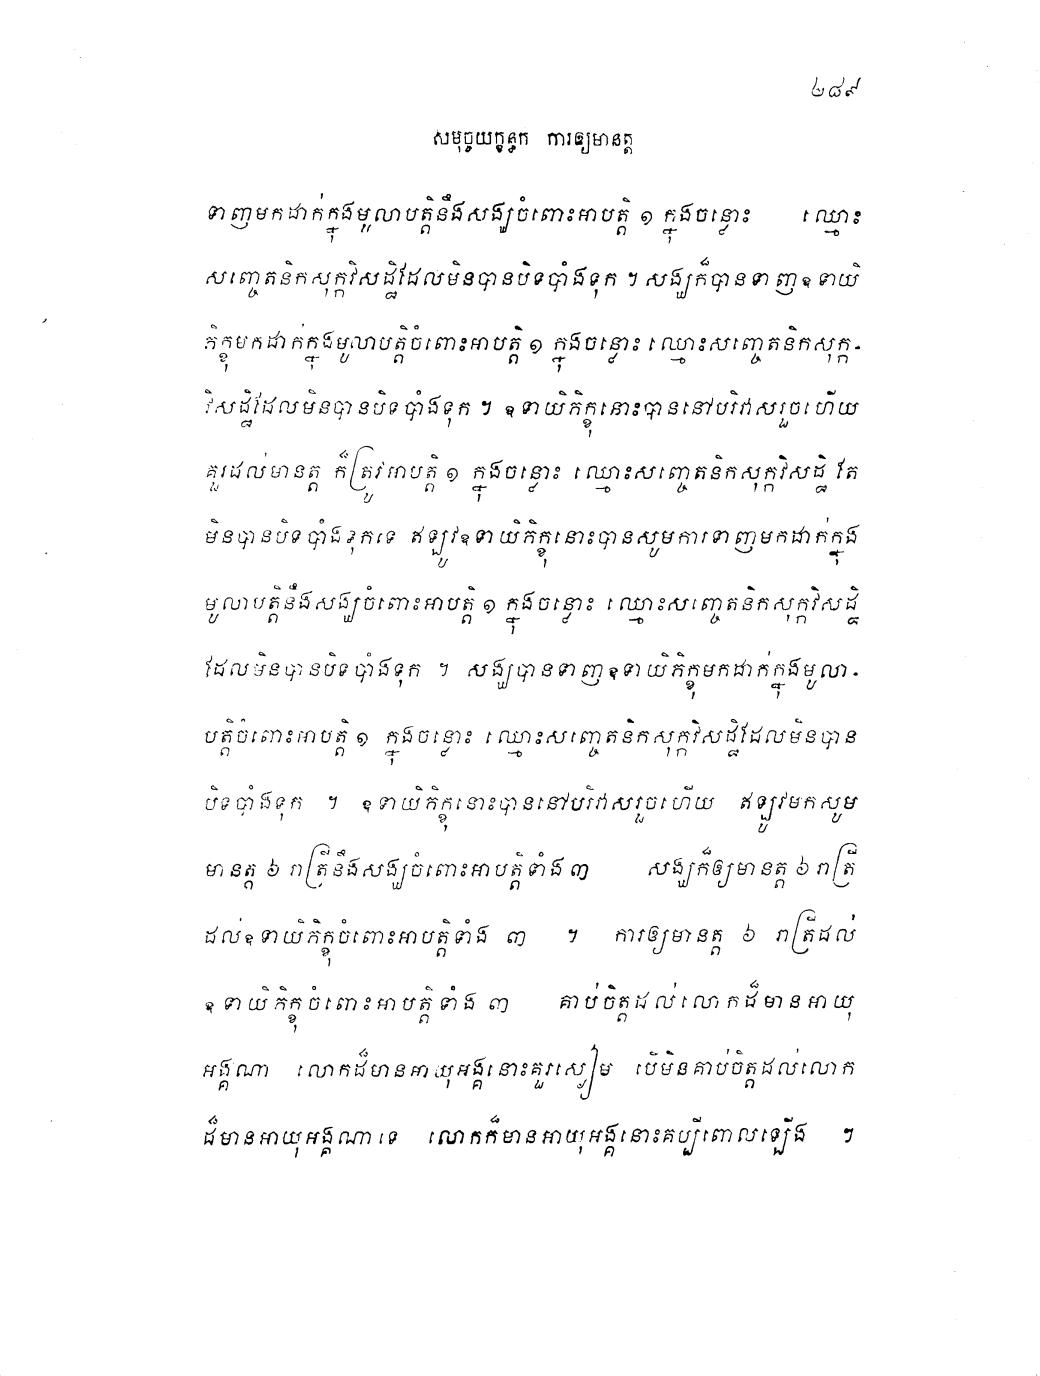 ២៨៩
សមុច្ចយក្ខន្ធក ការឲ្យមានត្ត
ទាញមកដាក់ក្នុងមូលាបត្តិនឹងសង្ឃចំពោះអាបត្តិ ១ ក្នុងចន្លោះ ឈ្មោះ
សញ្ចេតនិកសុក្កវិសដ្ឋិដែលមិនបានបិទបាំងទុក ។ សង្ឃក៏បានទាញឧទាយិ
ភិក្ខុមកដាក់ក្នុងមូលាបត្តិចំពោះអាបត្តិ ១ ក្នុងចន្លោះ ឈ្មោះសញ្ចេតនិកសុក្ក-
វិសដ្ឋិដែលមិនបានបិទបាំងទុក ។ ឧទាយិភិក្ខុនោះបាននៅបរិវាសរួចហើយ
គួរដល់មានត្ត ក៏ត្រូវអាបត្តិ ១ ក្នុងចន្លោះ ឈ្មោះសញ្ចេតនិកសុក្កវិសដ្ឋិ តែ
មិនបានបិទបាំងទុកទេ ឥឡូវឧទាយិភិក្ខុនោះបានសូមការទាញមកដាក់ក្នុង
មូលាបត្តិនឹងសង្ឃចំពោះអាបត្តិ ១ ក្នុងចន្លោះ ឈ្មោះសញ្ចេតនិកសុក្កវិសដ្ឋិ
ដែលមិនបានបិទបាំងទុក ។ សង្ឃបានទាញឧទាយិភិក្ខុមកដាក់ក្នុងមូលា-
បត្តិចំពោះអាបត្តិ ១ ក្នុងចន្លោះ ឈ្មោះសញ្ចេតនិកសុក្កវិសដ្ឋិដែលមិនបាន
បិទបាំងទុក ។ ឧទាយិភិក្ខុនោះបាននៅបរិវាសរួចហើយ ឥឡូវមកសូម
មានត្ត ៦ រាត្រីនឹងសង្ឃចំពោះអាបត្តិទាំង ៣ សង្ឃក៏ឲ្យមានត្ត ៦ រាត្រី
ដល់ឧទាយិភិក្ខុចំពោះអាបត្តិទាំង ៣ ។ ការឲ្យមានត្ត ៦ រាត្រីដល់
ឧទាយិភិក្ខុចំពោះអាបត្តិទាំង ៣ គាប់ចិត្តដល់លោកដ៏មានអាយុ
អង្គណា លោកដ៏មានអាយុអង្គនោះគួរស្ងៀម បើមិនគាប់ចិត្តដល់លោក
ដ៏មានអាយុអង្គណាទេ លោកដ៏មានអាយុអង្គនោះគប្បីពោលឡើង ។